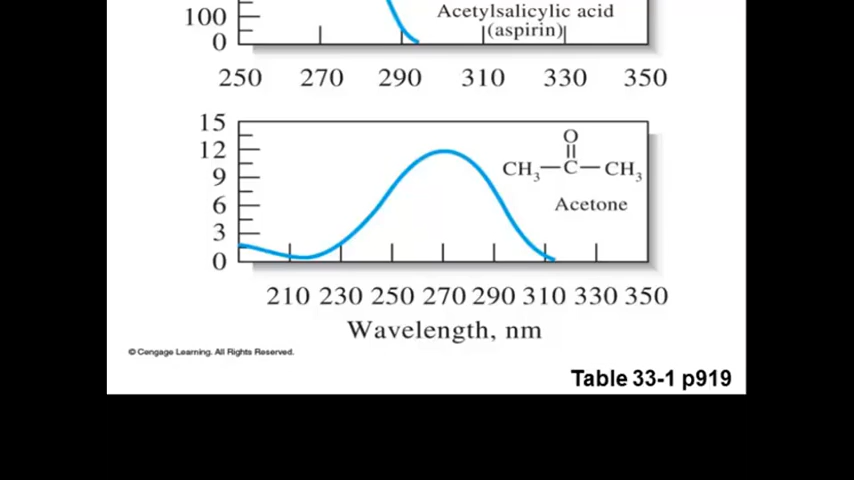 100
Acetylsalicylic acid
(aspirin)
0
250 270 290 310 330 350
15
12
9
6
3
0
O
CH3—C—CH3
Acetone
210 230 250 270 290 310 330 350
Wavelength, nm
© Cengage Learning. All Rights Reserved.
Table 33-1 p919